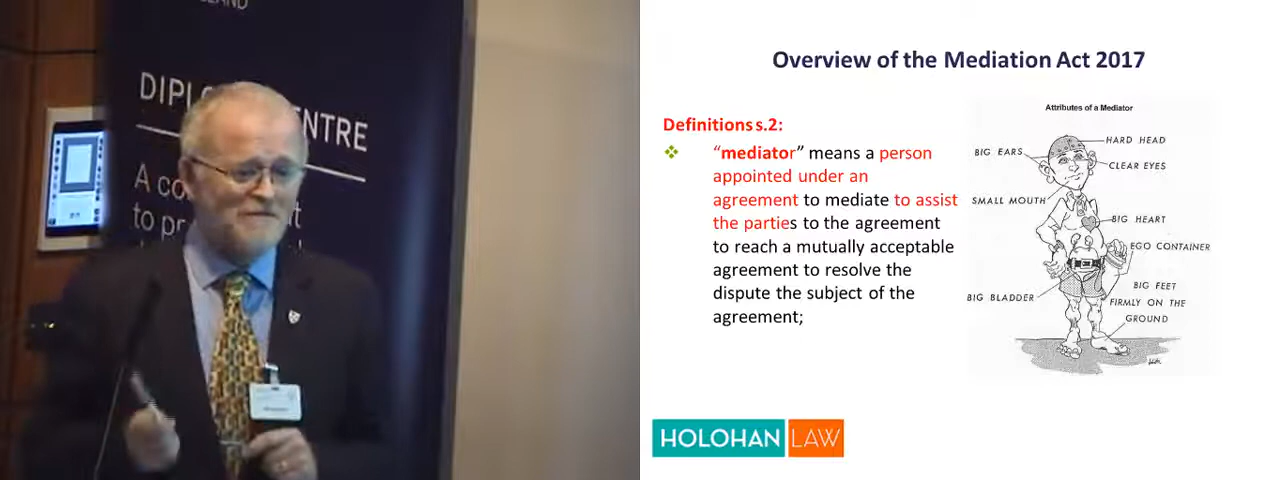 DIPL
NTRE
A co
to pr
t
Overview of the Mediation Act 2017
Definitions s.2:
“mediator” means a person
appointed under an
agreement to mediate to assist
the parties to the agreement
to reach a mutually acceptable
agreement to resolve the
dispute the subject of the
agreement;
Attributes of a Mediator
HARD HEAD
BIG EARS
CLEAR EYES
SMALL MOUTH
BIG HEART
EGO CONTAINER
BIG BLADDER
BIG FEET
FIRMLY ON THE
GROUND
HOLOHAN LAW